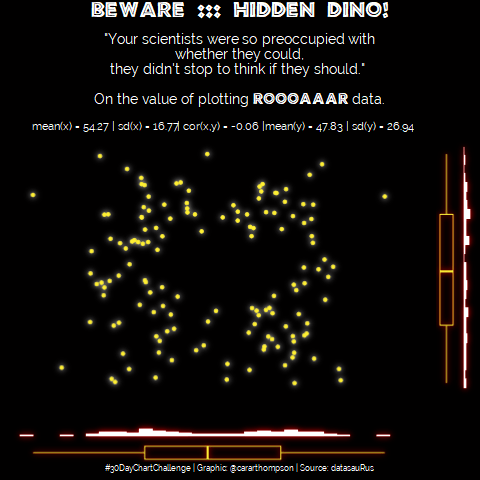 BEWARE ::: HIDDEN DINO!
"Your scientists were so preoccupied with
whether they could,
they didn't stop to think if they should."
On the value of plotting ROOOAAAR data.
mean(x) = 54.27 | sd(x) = 16.77| cor(x,y) = -0.06 |mean(y) = 47.83 | sd(y) = 26.94
#30DayChartChallenge | Graphic: @cararthompson | Source: datasauRus